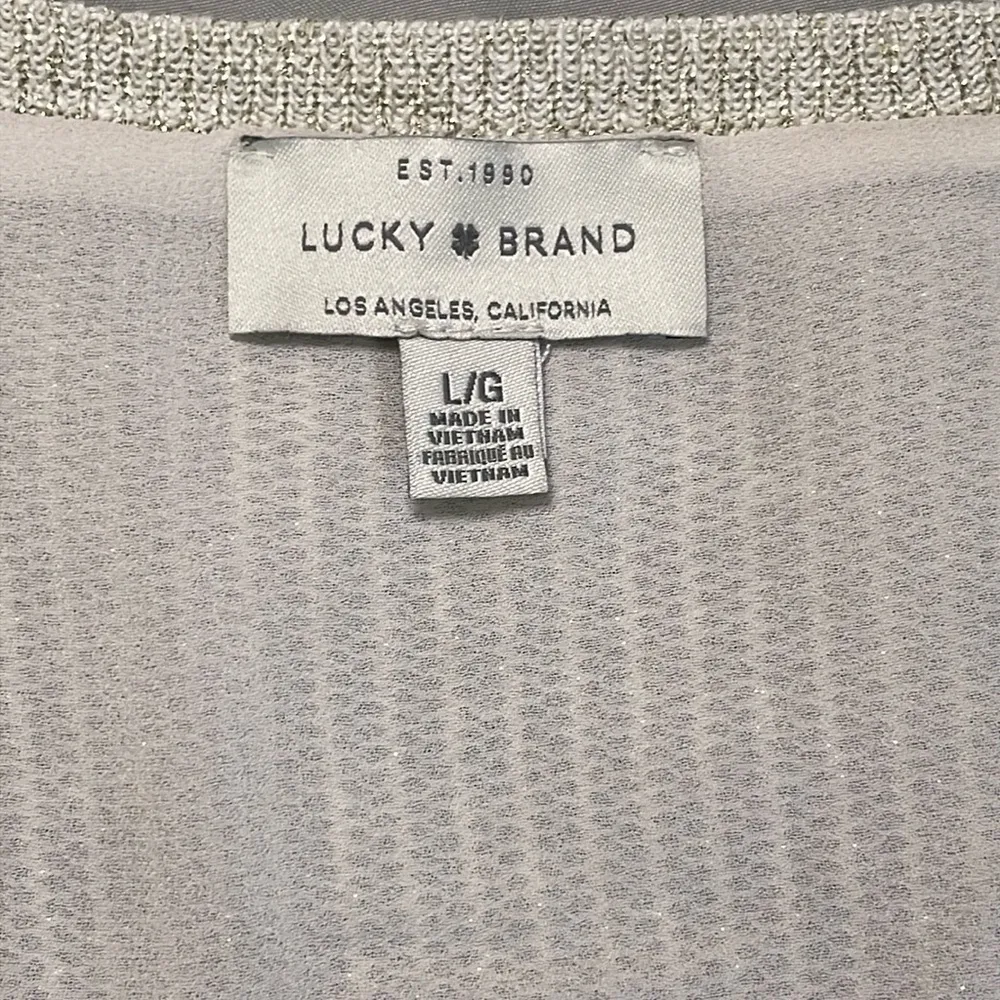 EST.1990
LUCKY BRAND
LOS ANGELES, CALIFORNIA
L/G
MADE IN
VIETNAM
FABRIQUÉ AU
VIETNAM